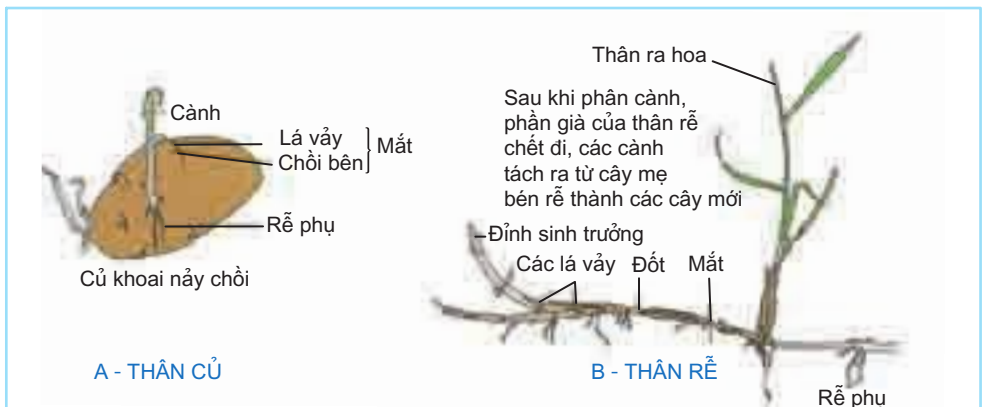 Cành
Lá vảy
Chồi bên
Mắt
Rễ phụ
Củ khoai nảy chồi
A - THÂN CỦ
Thân ra hoa
Sau khi phân cành,
phần già của thân rễ
chết đi, các cành
tách ra từ cây mẹ
bén rễ thành các cây mới
Đỉnh sinh trưởng
Các lá vảy Đốt Mắt
B - THÂN RỄ
Rễ phụ